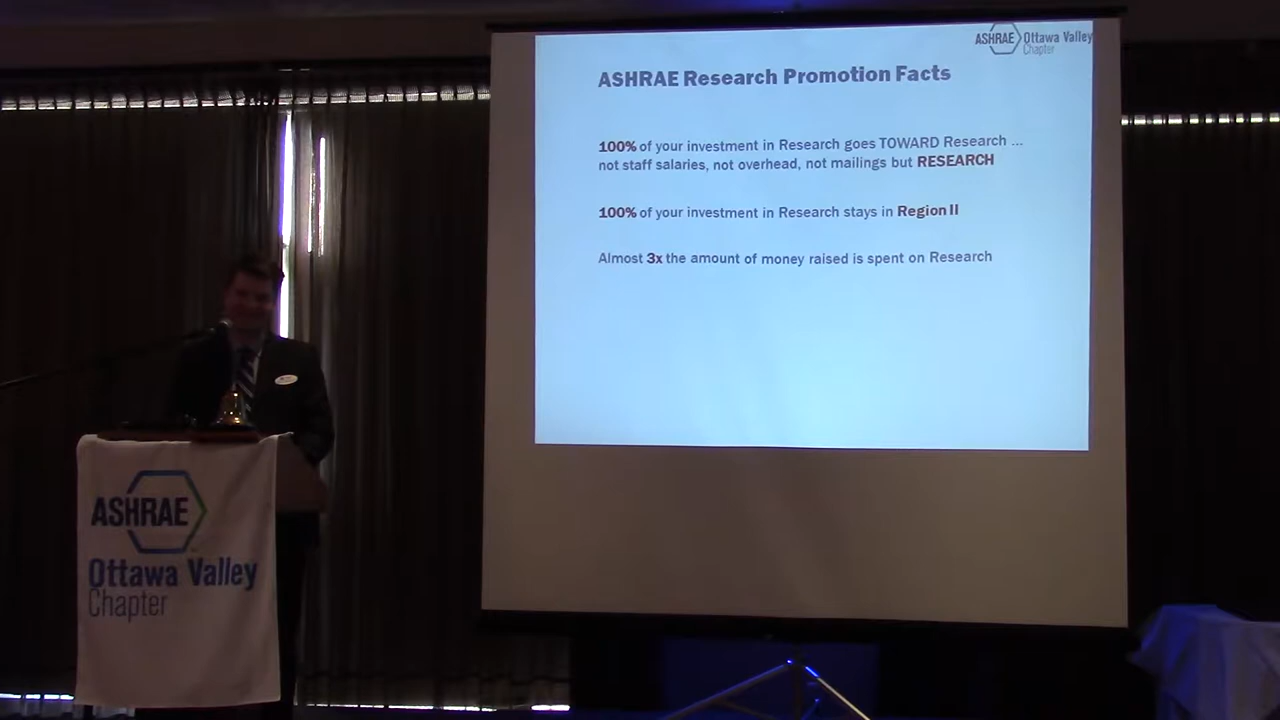 ASHRAE Ottawa Valley
Chapter
ASHRAE Research Promotion Facts
100% of your investment in Research goes TOWARD Research ...
not staff salaries, not overhead, not mailings but RESEARCH
100% of your investment in Research stays in Region II
Almost 3x the amount of money raised is spent on Research
ASHRAE
Ottawa Valley
Chapter